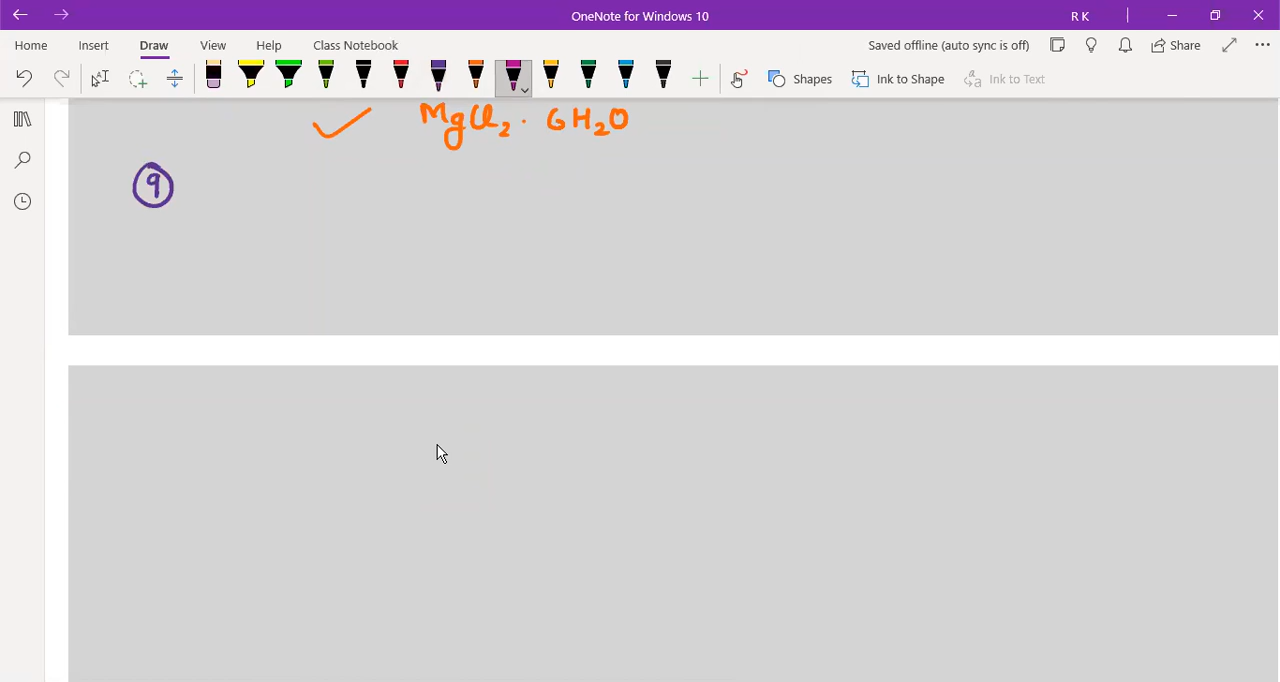 OneNote for Windows 10
R K
Home Insert Draw View Help Class Notebook
Saved offline (auto sync is off)
Share
Shapes
Ink to Shape
Ink to Text
MgCl₂ · 6H₂O
9